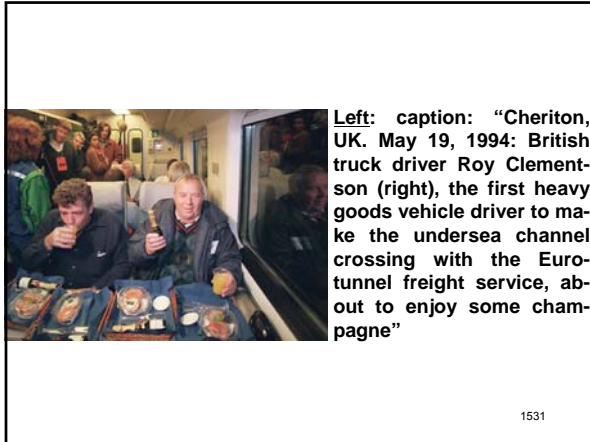 Left: caption: “Cheriton,
UK. May 19, 1994: British
truck driver Roy Clement-
son (right), the first heavy
goods vehicle driver to ma-
ke the undersea channel
crossing with the Euro-
tunnel freight service, ab-
out to enjoy some cham-
pagne”
1531